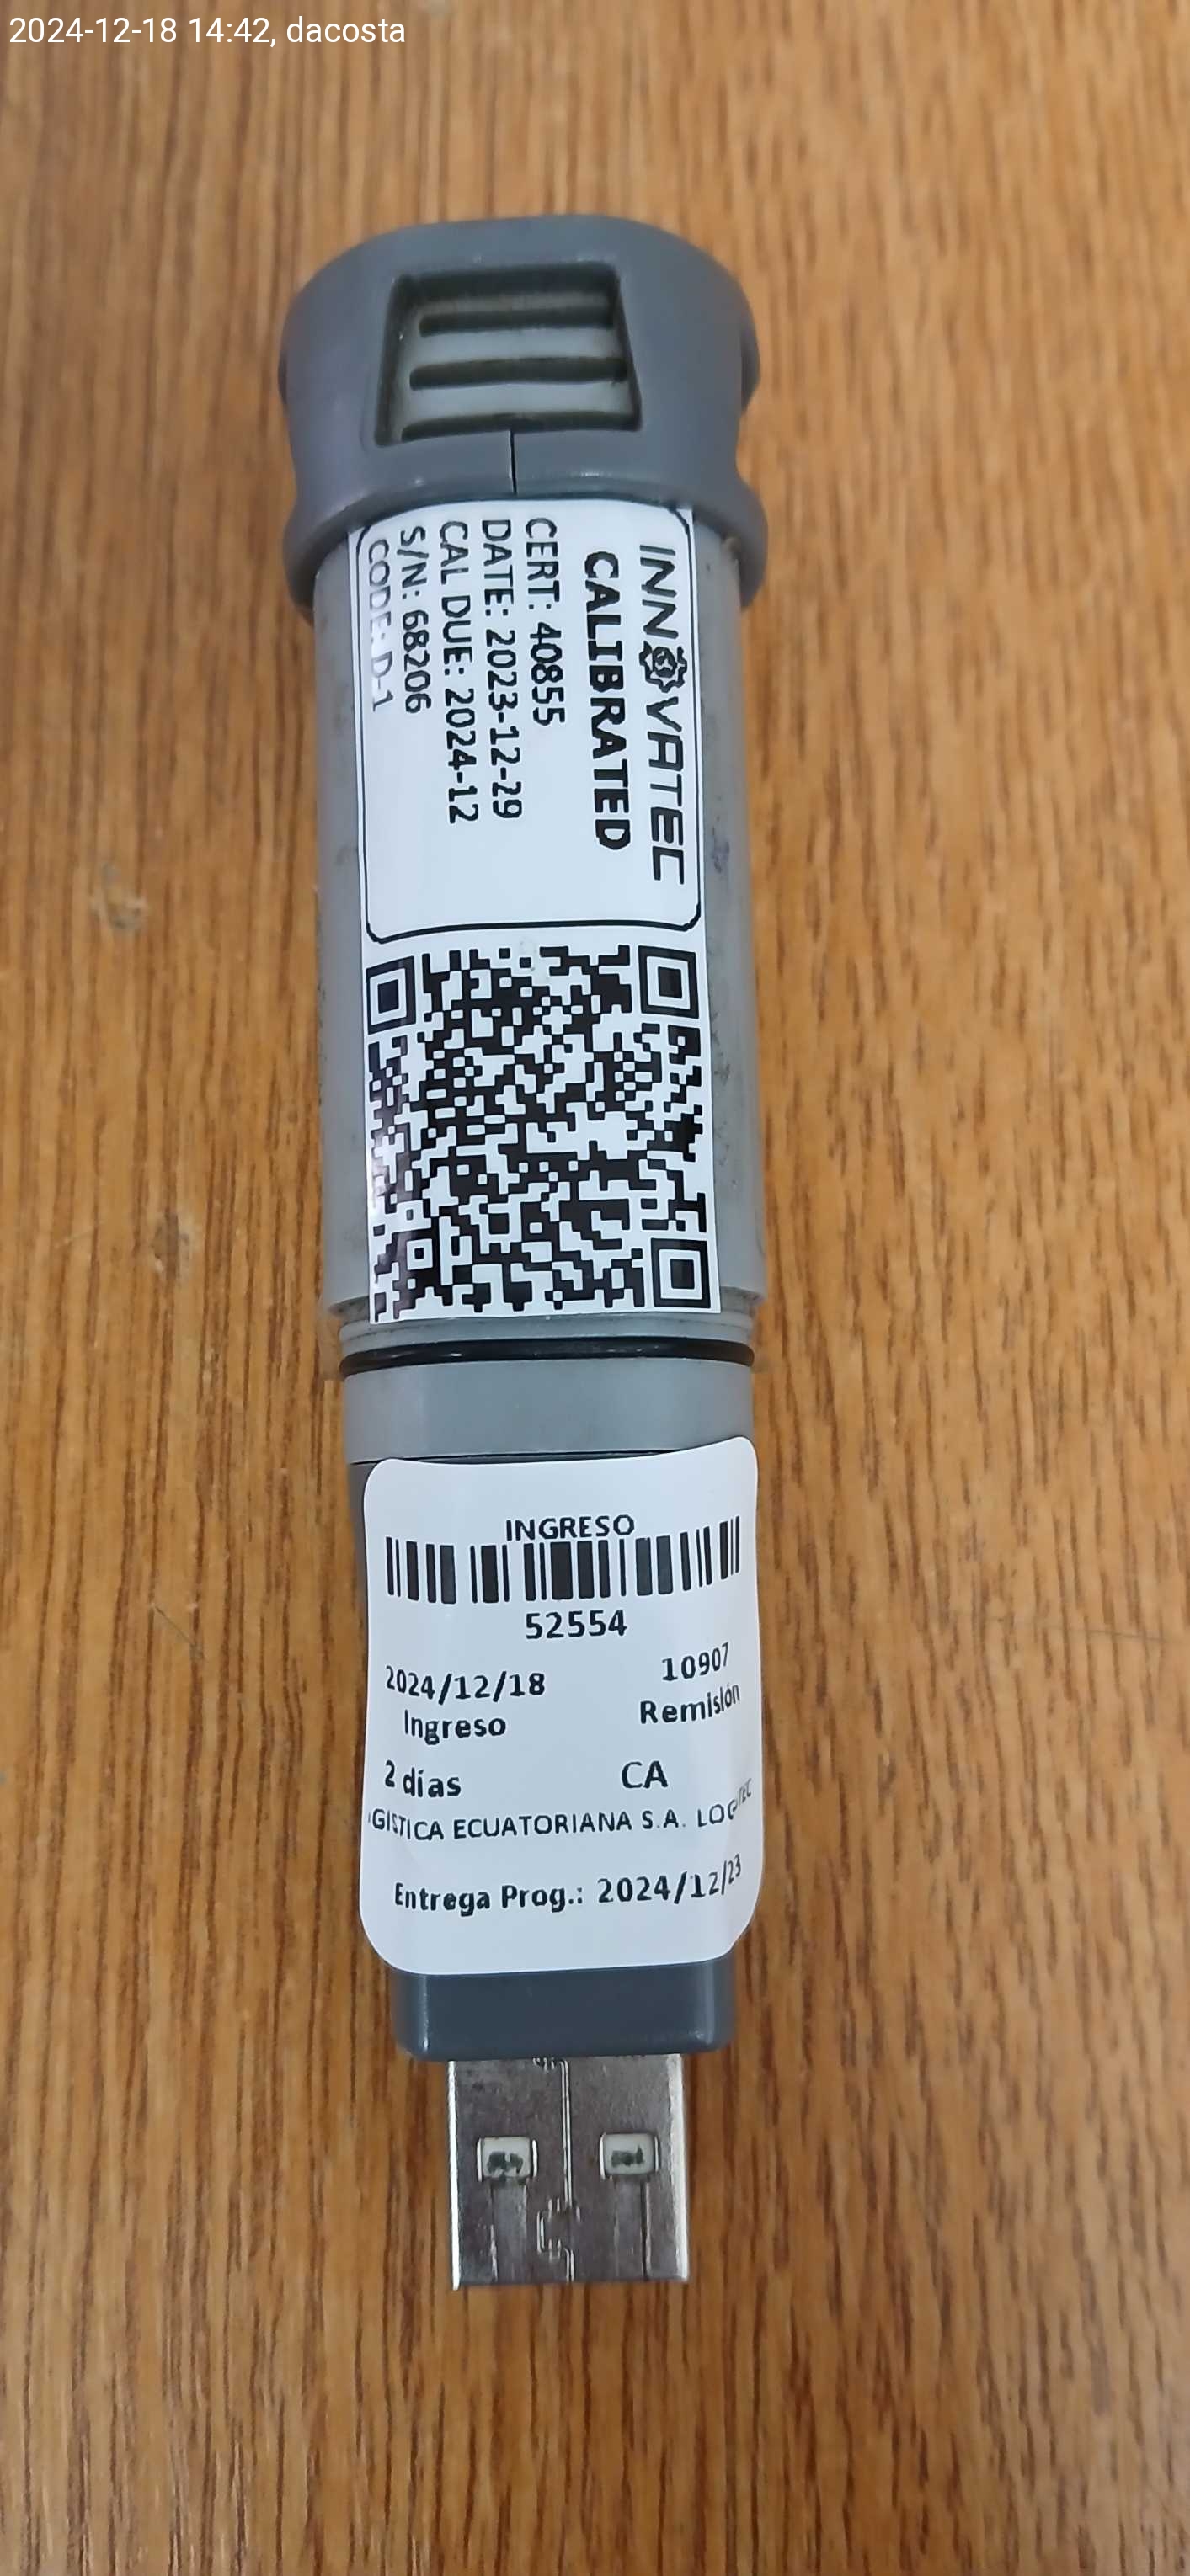 2024-12-18 14:42, dacosta
INNOVATEC
CALIBRATED
CERT: 40855
DATE: 2023-12-29
CAL DUE: 2024-12
S/N: 68206
CODE: D-1
INGRESO
52554
2024/12/18 10907
Ingreso Remisión
2 días CA
GISTICA ECUATORIANA S.A. LOGITEC
Entrega Prog.: 2024/12/23